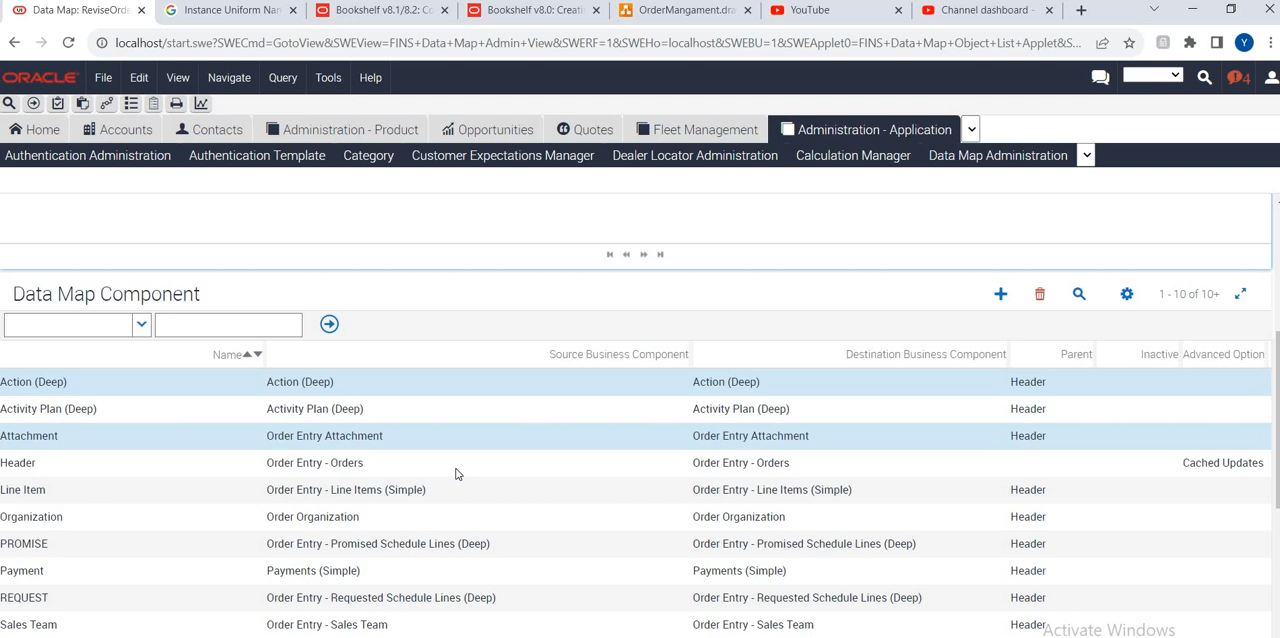 Data Map: ReviseOrde
Instance Uniform Nan
Bookshelf v8.1/8.2: Co
Bookshelf v8.0: Creatin
OrderMangament.dra
YouTube
Channel dashboard -
localhost/start.swe?SWECmd=GotoView&SWEView=FINS+Data+Map+Admin+View&SWERF=1&SWEHo=localhost&SWEBU=1&SWEApplet0=FINS+Data+Map+Object+List+Applet&S...
Y
ORACLE File Edit View Navigate Query Tools Help
4
Home Accounts Contacts Administration - Product Opportunities Quotes Fleet Management Administration - Application
Authentication Administration Authentication Template Category Customer Expectations Manager Dealer Locator Administration Calculation Manager Data Map Administration
Data Map Component
1 - 10 of 10+
Name Source Business Component Destination Business Component Parent Inactive Advanced Option
Action (Deep) Action (Deep) Action (Deep) Header
Activity Plan (Deep) Activity Plan (Deep) Activity Plan (Deep) Header
Attachment Order Entry Attachment Order Entry Attachment Header
Header Order Entry - Orders Order Entry - Orders Cached Updates
Line Item Order Entry - Line Items (Simple) Order Entry - Line Items (Simple) Header
Organization Order Organization Order Organization Header
PROMISE Order Entry - Promised Schedule Lines (Deep) Order Entry - Promised Schedule Lines (Deep) Header
Payment Payments (Simple) Payments (Simple) Header
REQUEST Order Entry - Requested Schedule Lines (Deep) Order Entry - Requested Schedule Lines (Deep) Header
Sales Team Order Entry - Sales Team Order Entry - Sales Team Header
Activate Windows